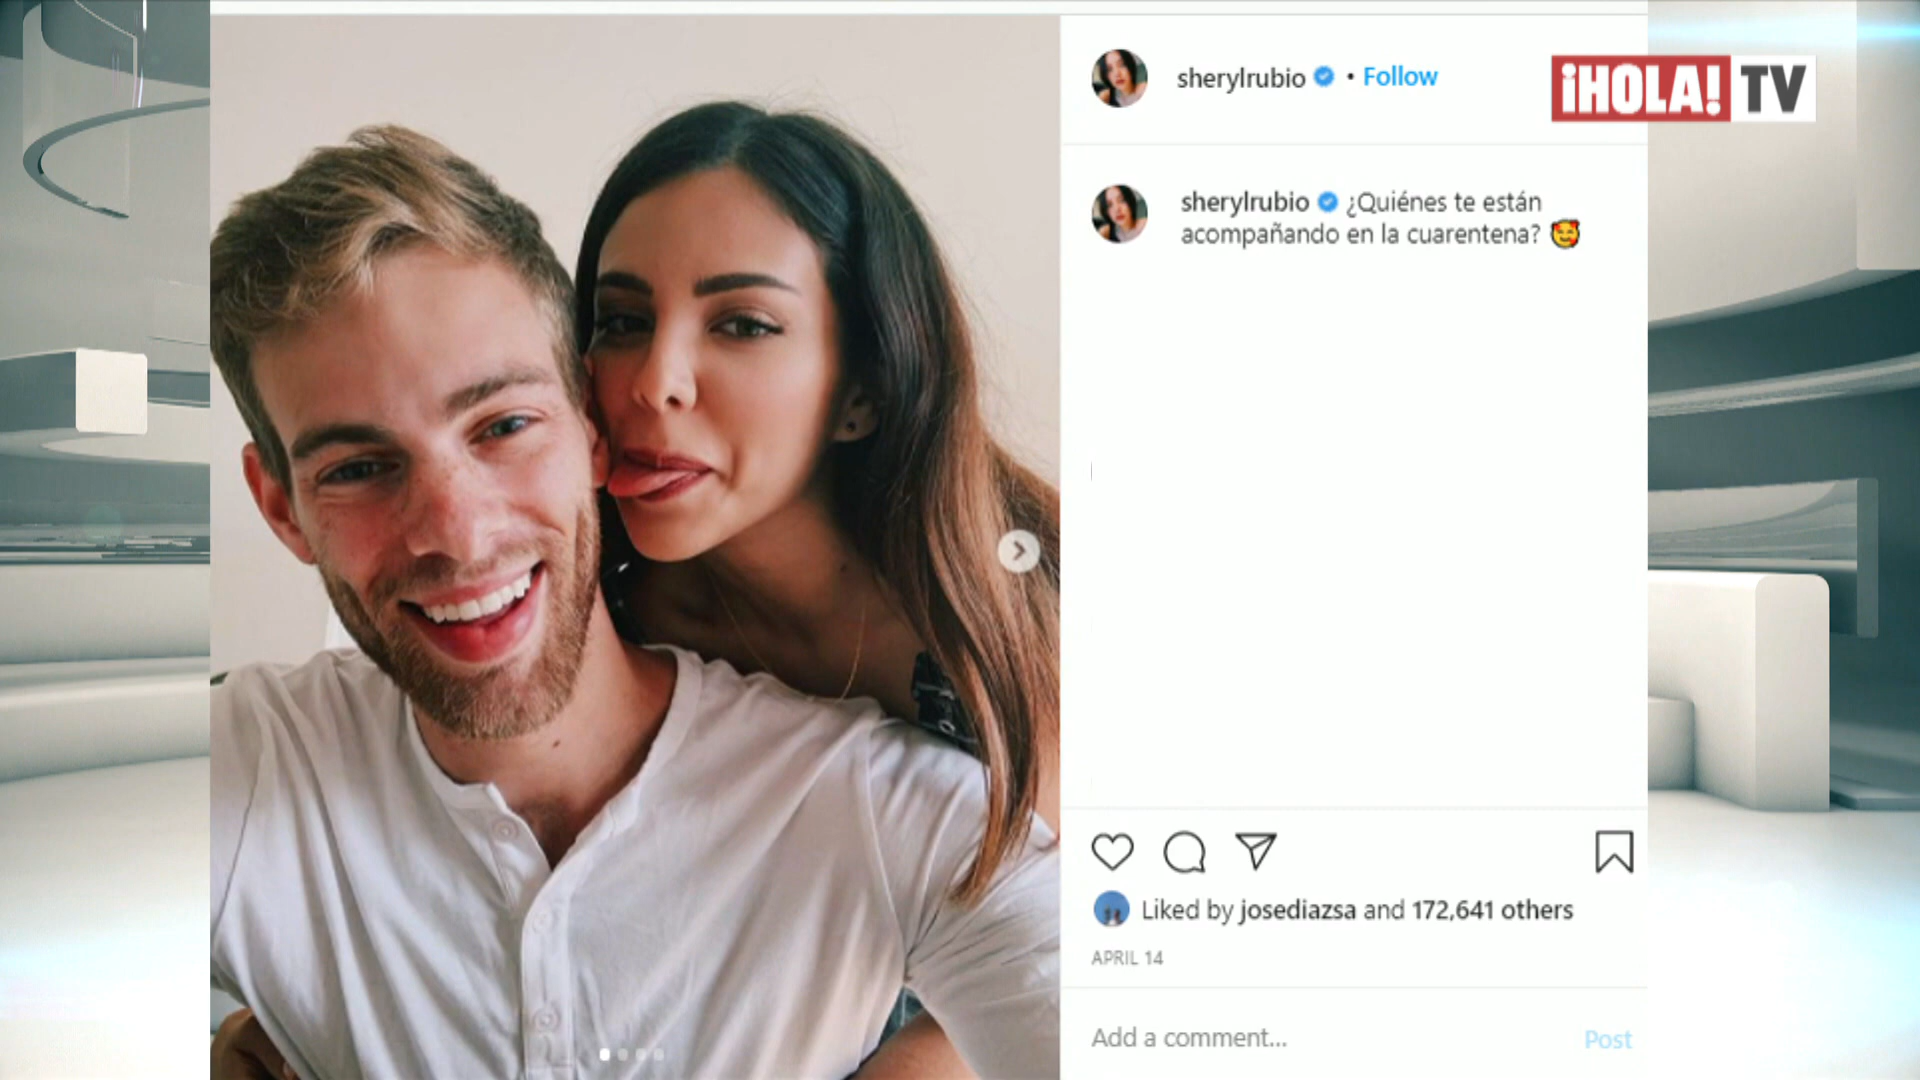 sherylrubio • Follow
¡HOLA! TV
sherylrubio ¿Quiénes te están
acompañando en la cuarentena? 🥰
Liked by josediazsa and 172,641 others
APRIL 14
Add a comment...
Post